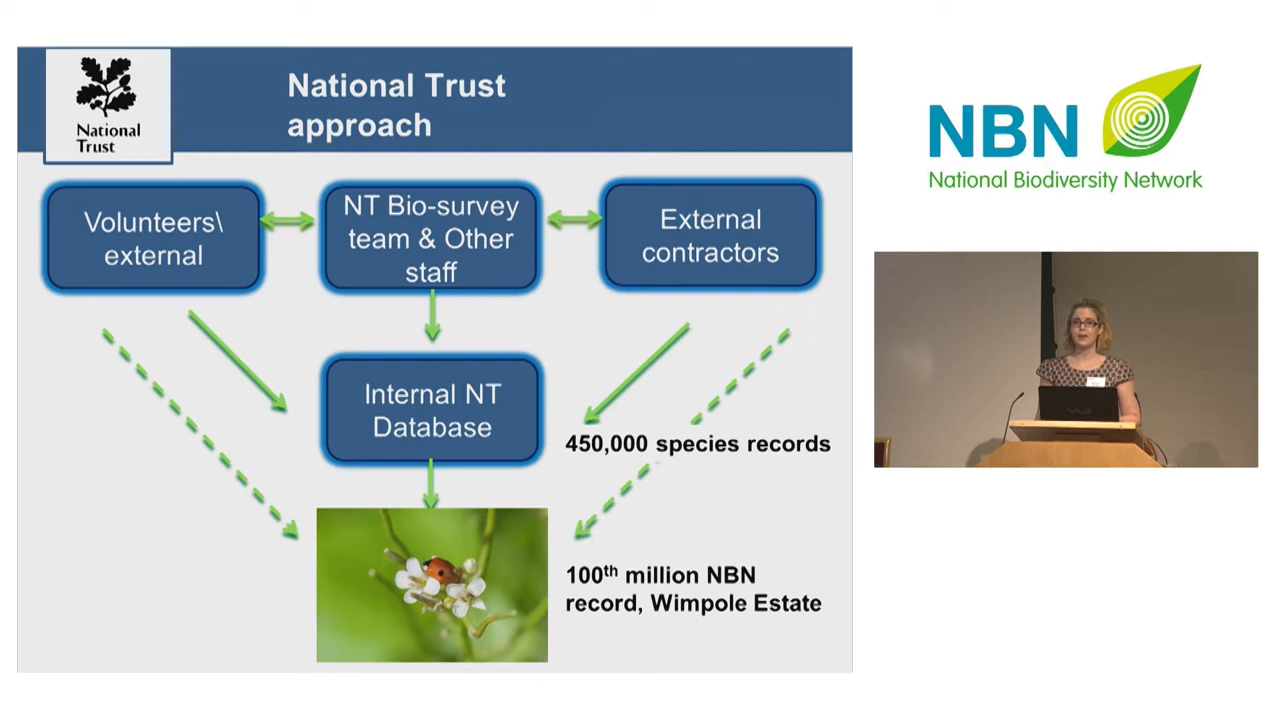 National
Trust
National Trust
approach
NBN
National Biodiversity Network
Volunteers\
external
NT Bio-survey
team & Other
staff
External
contractors
Internal NT
Database
450,000 species records
100th million NBN
record, Wimpole Estate
VAIO